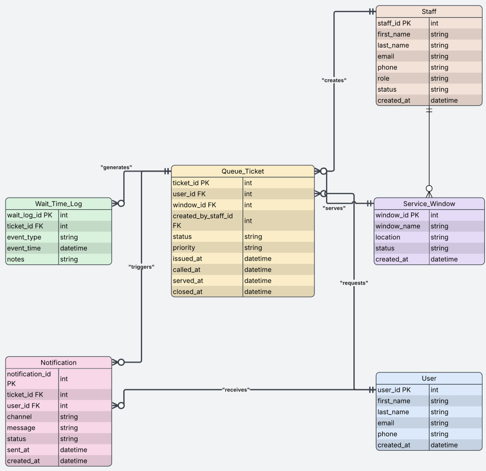 Staff
staff_id PK int
first_name string
last_name string
email string
phone string
role string
status string
created_at datetime
"creates"
"generates"
Queue_Ticket
ticket_id PK int
user_id FK int
window_id FK int
created_by_staff_id
FK int
status string
priority string
issued_at datetime
called_at datetime
served_at datetime
closed_at datetime
Wait_Time_Log
wait_log_id PK int
ticket_id FK int
event_type string
event_time datetime
notes string
"serves"
Service_Window
window_id PK int
window_name string
location string
status string
created_at datetime
"triggers"
"requests"
Notification
notification_id
PK int
ticket_id FK int
user_id FK int
channel string
message string
status string
sent_at datetime
created_at datetime
"receives"
User
user_id PK int
first_name string
last_name string
email string
phone string
created_at datetime